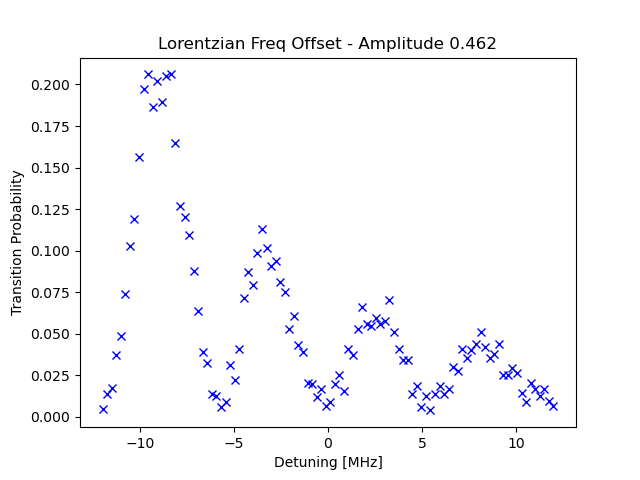 Lorentzian Freq Offset - Amplitude 0.462
Transition Probability
0.200
0.175
0.150
0.125
0.100
0.075
0.050
0.025
0.000
−10 −5 0 5 10
Detuning [MHz]